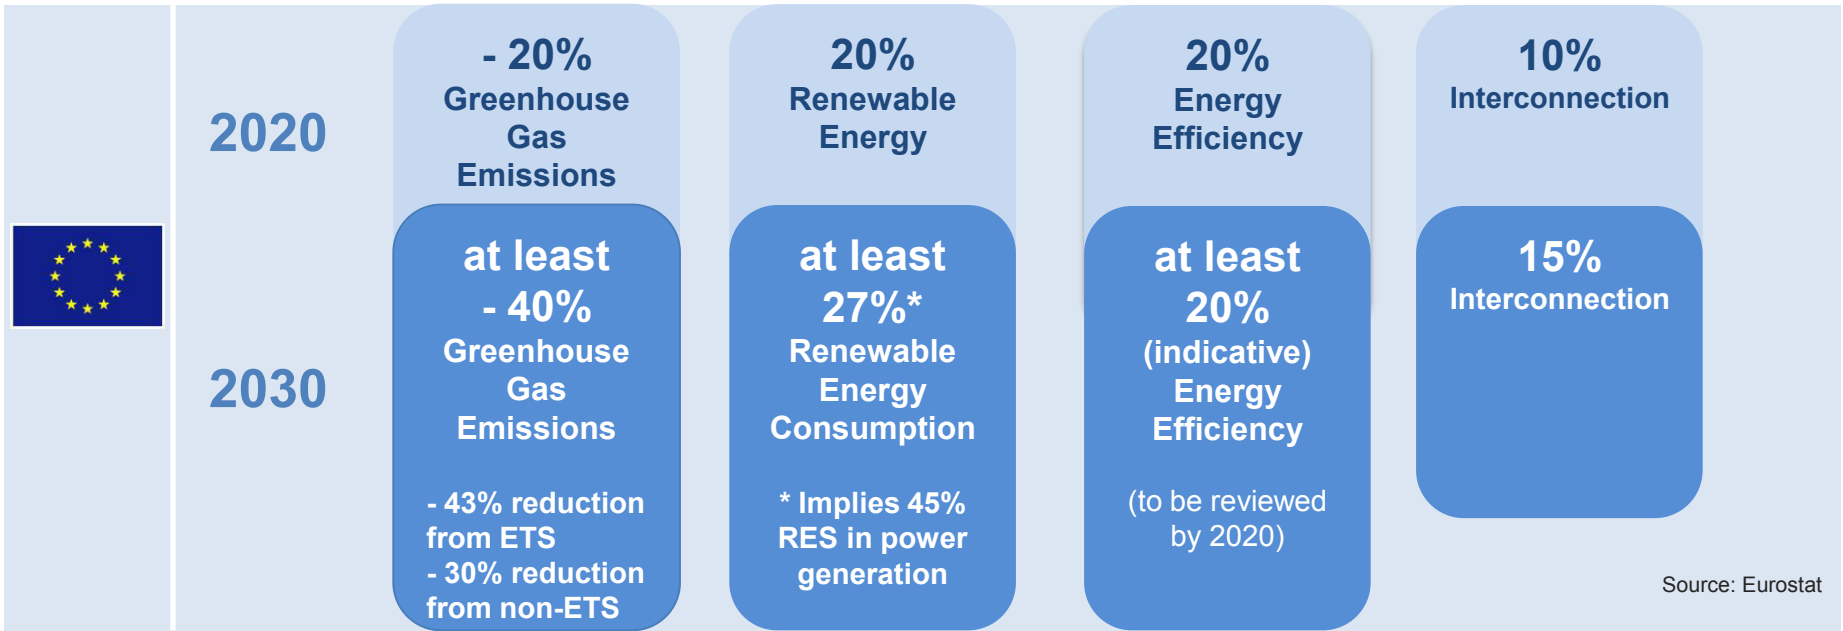 2020
- 20%
Greenhouse
Gas
Emissions
20%
Renewable
Energy
20%
Energy
Efficiency
10%
Interconnection
2030
at least
- 40%
Greenhouse
Gas
Emissions
- 43% reduction
from ETS
- 30% reduction
from non-ETS
at least
27%*
Renewable
Energy
Consumption
* Implies 45%
RES in power
generation
at least
20%
(indicative)
Energy
Efficiency
(to be reviewed
by 2020)
15%
Interconnection
Source: Eurostat